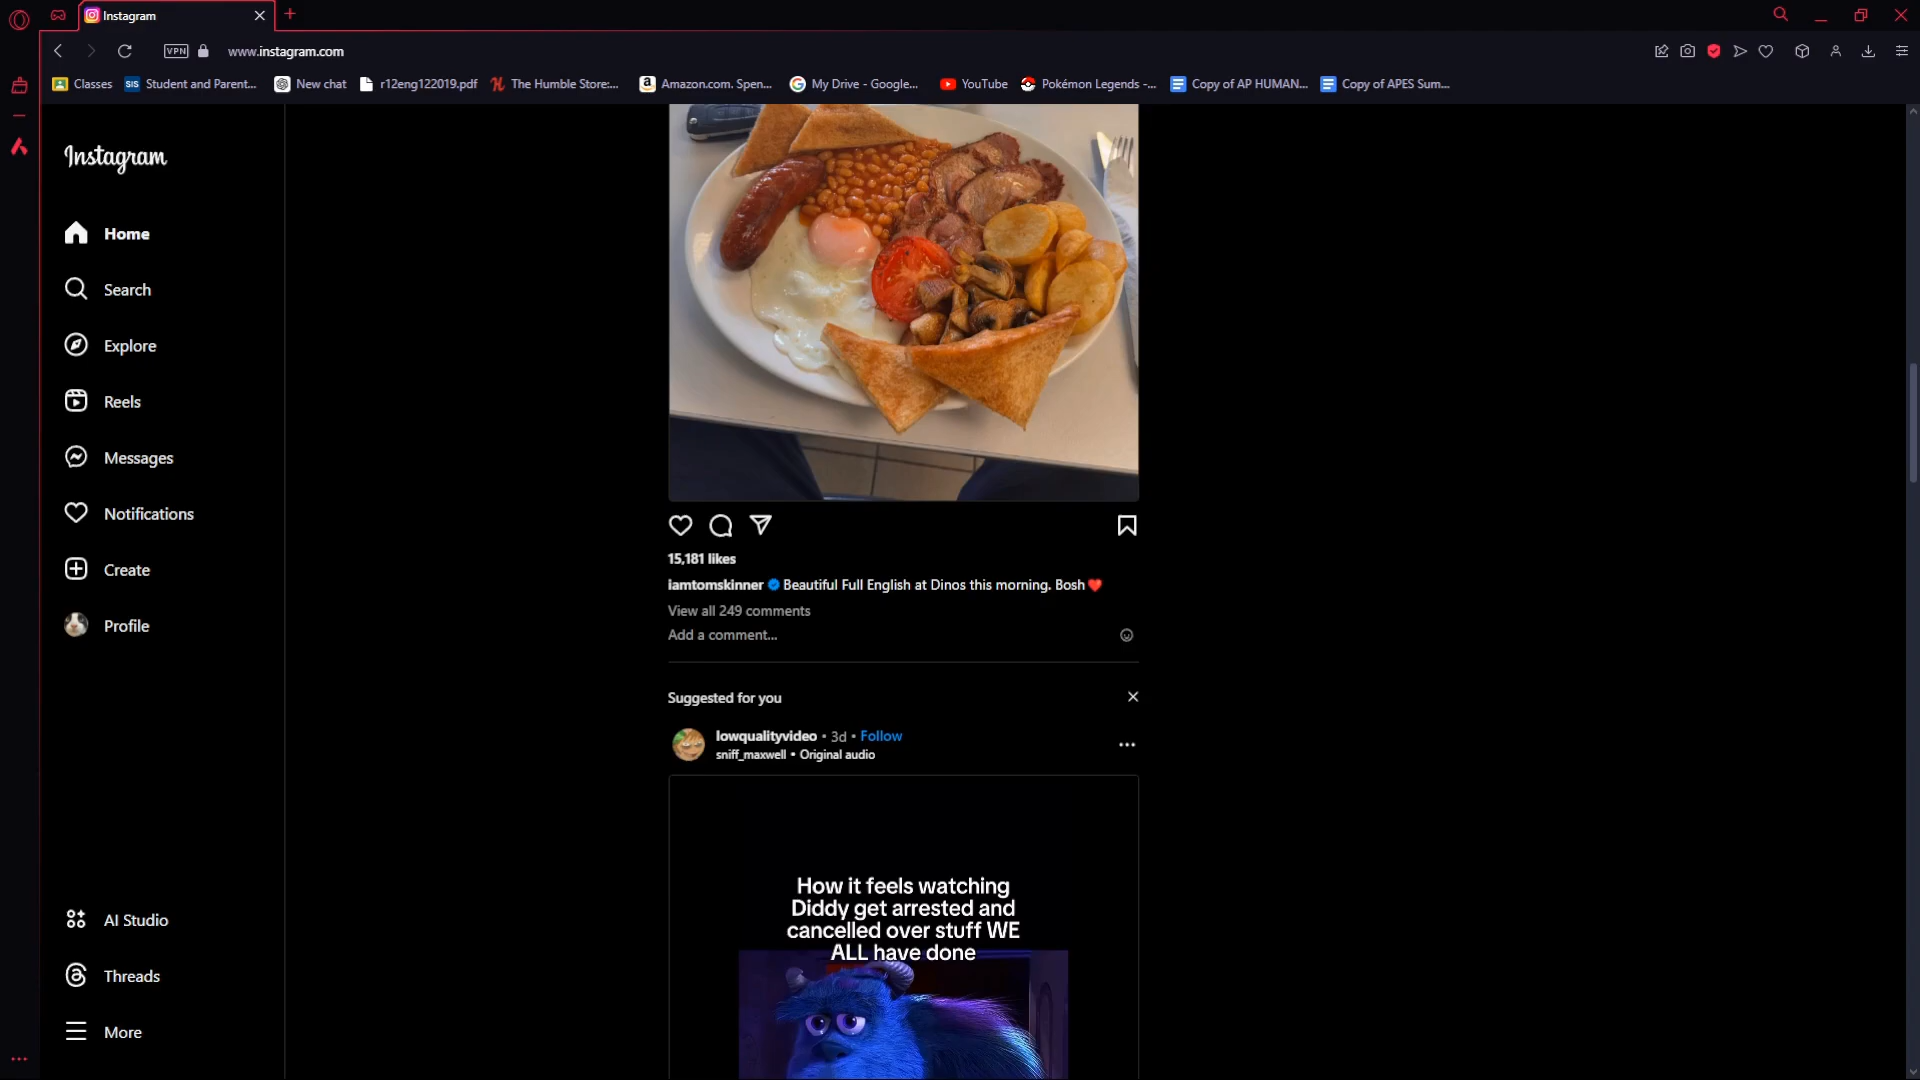 Instagram
VPN
www.instagram.com
Classes
SIS Student and Parent...
New chat
r12eng122019.pdf
The Humble Store:...
a Amazon.com. Spen...
My Drive - Google...
YouTube
Pokémon Legends -...
Copy of AP HUMAN...
Copy of APES Sum...
Instagram
Home
Search
Explore
Reels
Messages
Notifications
Create
Profile
AI Studio
Threads
More
15,181 likes
iamtomskinner Beautiful Full English at Dinos this morning. Bosh❤️
View all 249 comments
Add a comment...
Suggested for you
lowqualityvideo • 3d • Follow
sniff_maxwell • Original audio
How it feels watching
Diddy get arrested and
cancelled over stuff WE
ALL have done